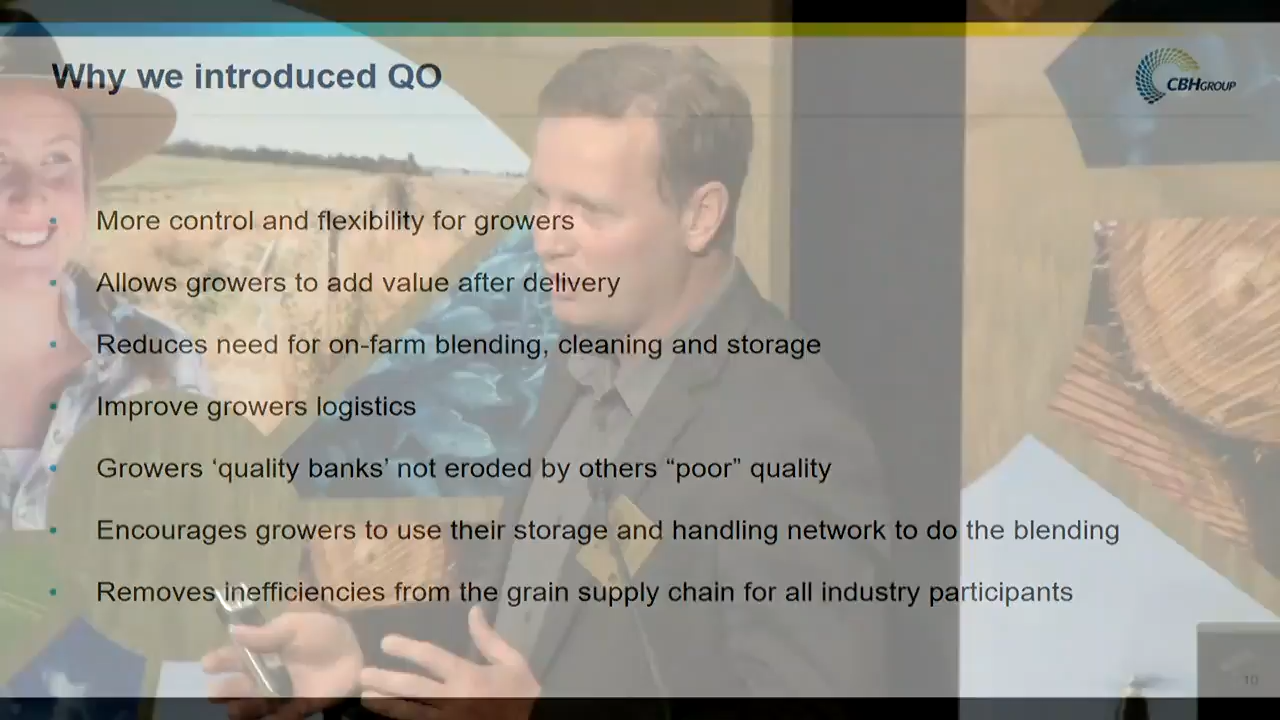 Why we introduced QO
CBHGROUP
More control and flexibility for growers
Allows growers to add value after delivery
Reduces need for on-farm blending, cleaning and storage
Improve growers logistics
Growers ‘quality banks’ not eroded by others “poor” quality
Encourages growers to use their storage and handling network to do the blending
Removes inefficiencies from the grain supply chain for all industry participants
10